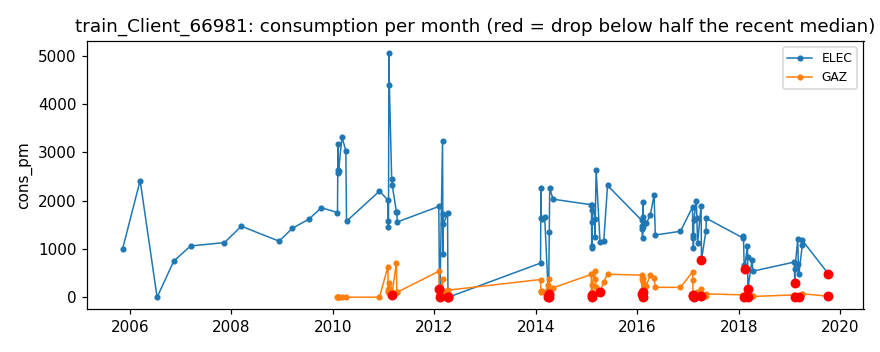 train_Client_66981: consumption per month (red = drop below half the recent median)
ELEC
GAZ
cons_pm
5000
4000
3000
2000
1000
0
2006 2008 2010 2012 2014 2016 2018 2020